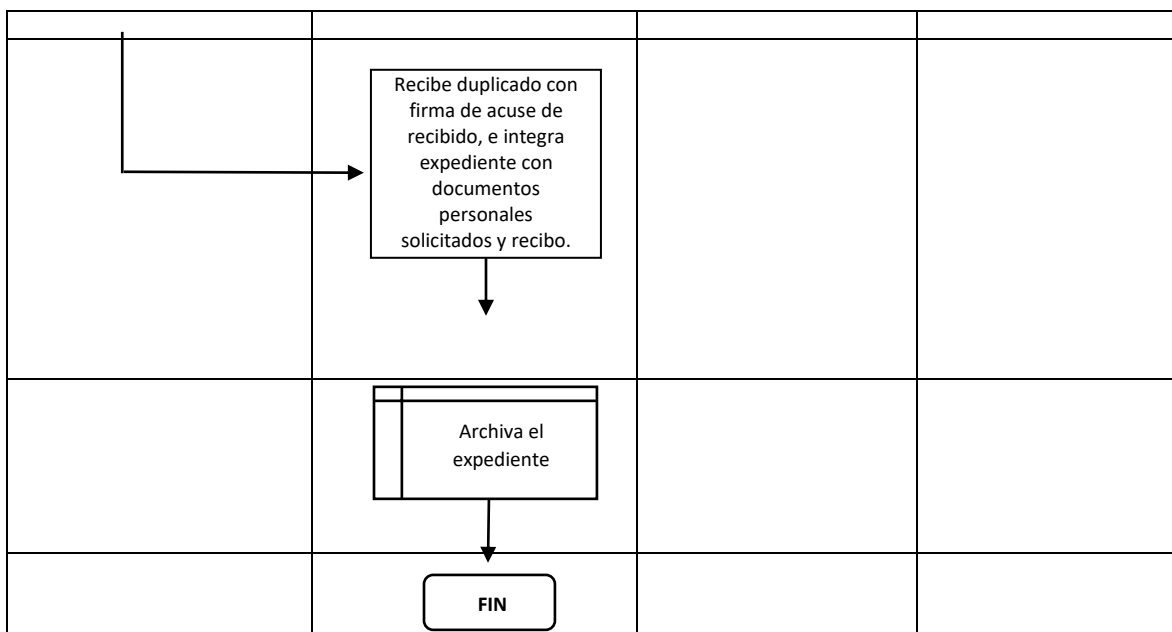 Recibe duplicado con
firma de acuse de
recibido, e integra
expediente con
documentos
personales
solicitados y recibo.
Archiva el
expediente
FIN